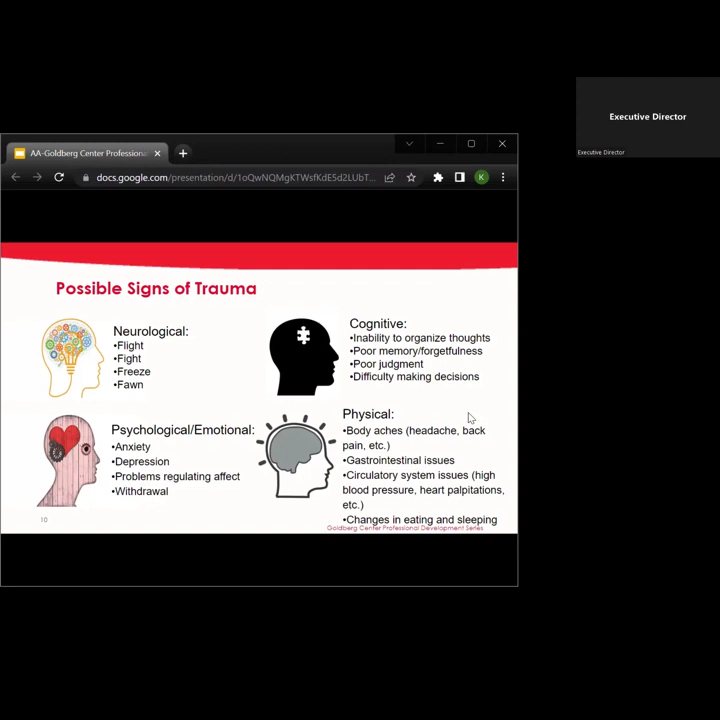 Executive Director
Executive Director
AA-Goldberg Center Professiona
docs.google.com/presentation/d/1oQwNQMgKTWsfKdE5d2LUbT...
K
Possible Signs of Trauma
Neurological:
•Flight
•Fight
•Freeze
•Fawn
Cognitive:
•Inability to organize thoughts
•Poor memory/forgetfulness
•Poor judgment
•Difficulty making decisions
Psychological/Emotional:
•Anxiety
•Depression
•Problems regulating affect
•Withdrawal
Physical:
•Body aches (headache, back
pain, etc.)
•Gastrointestinal issues
•Circulatory system issues (high
blood pressure, heart palpitations,
etc.)
•Changes in eating and sleeping
10
Goldberg Center Professional Development Series